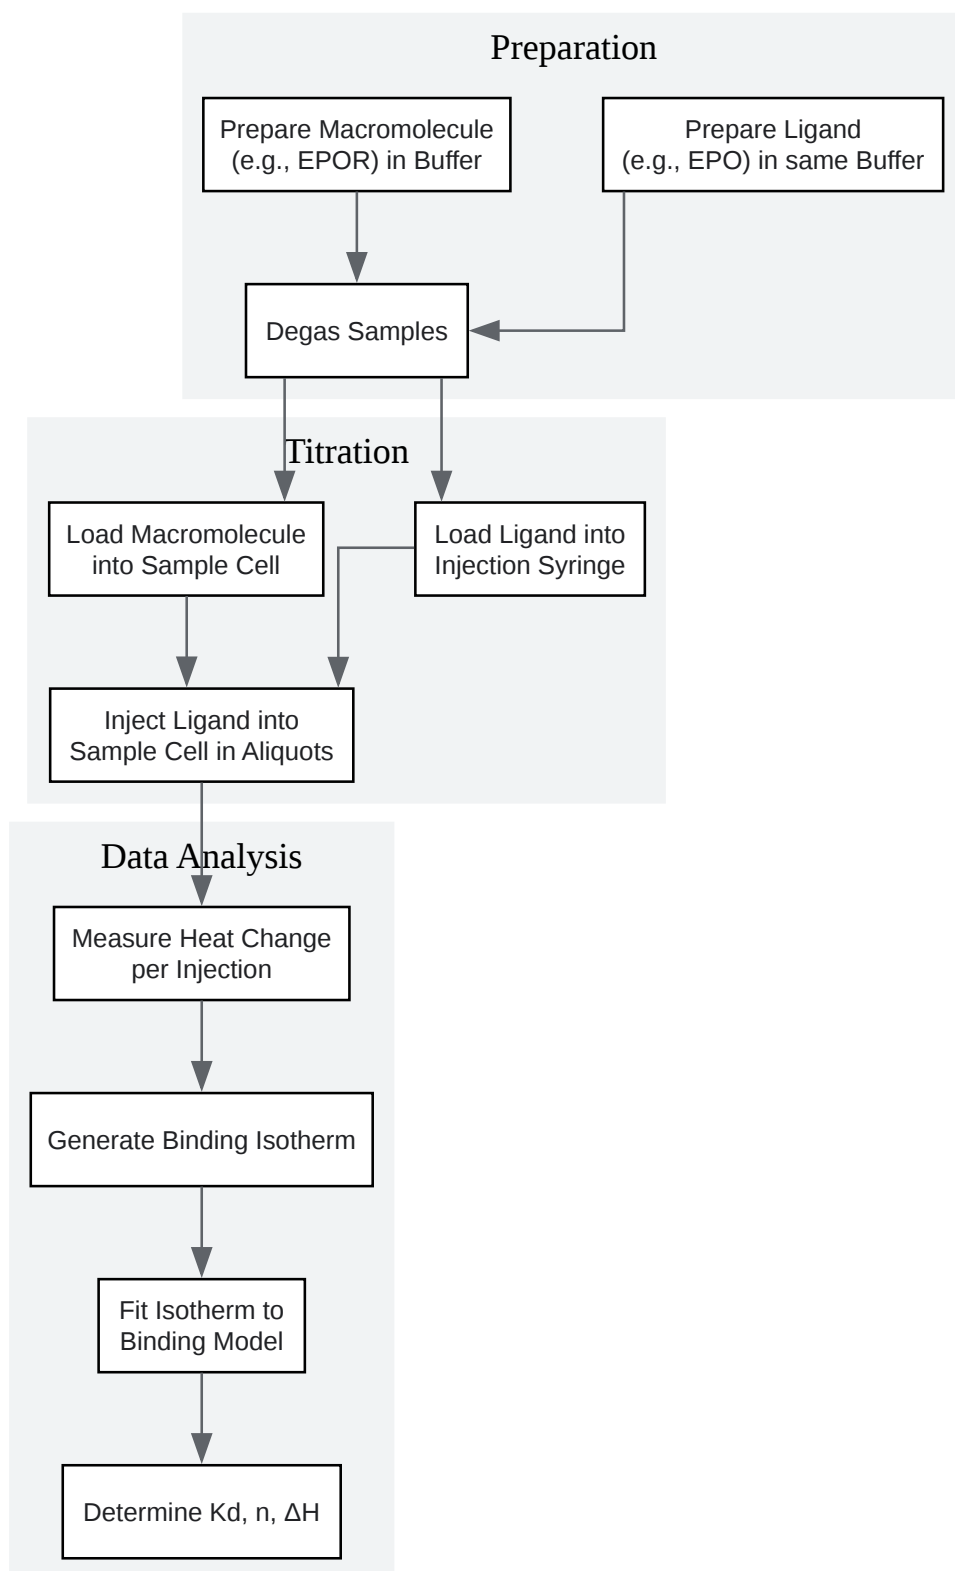 Preparation
Prepare Macromolecule
(e.g., EPOR) in Buffer
Prepare Ligand
(e.g., EPO) in same Buffer
Degas Samples
Titration
Load Macromolecule
into Sample Cell
Load Ligand into
Injection Syringe
Inject Ligand into
Sample Cell in Aliquots
Data Analysis
Measure Heat Change
per Injection
Generate Binding Isotherm
Fit Isotherm to
Binding Model
Determine Kd, n, ΔH